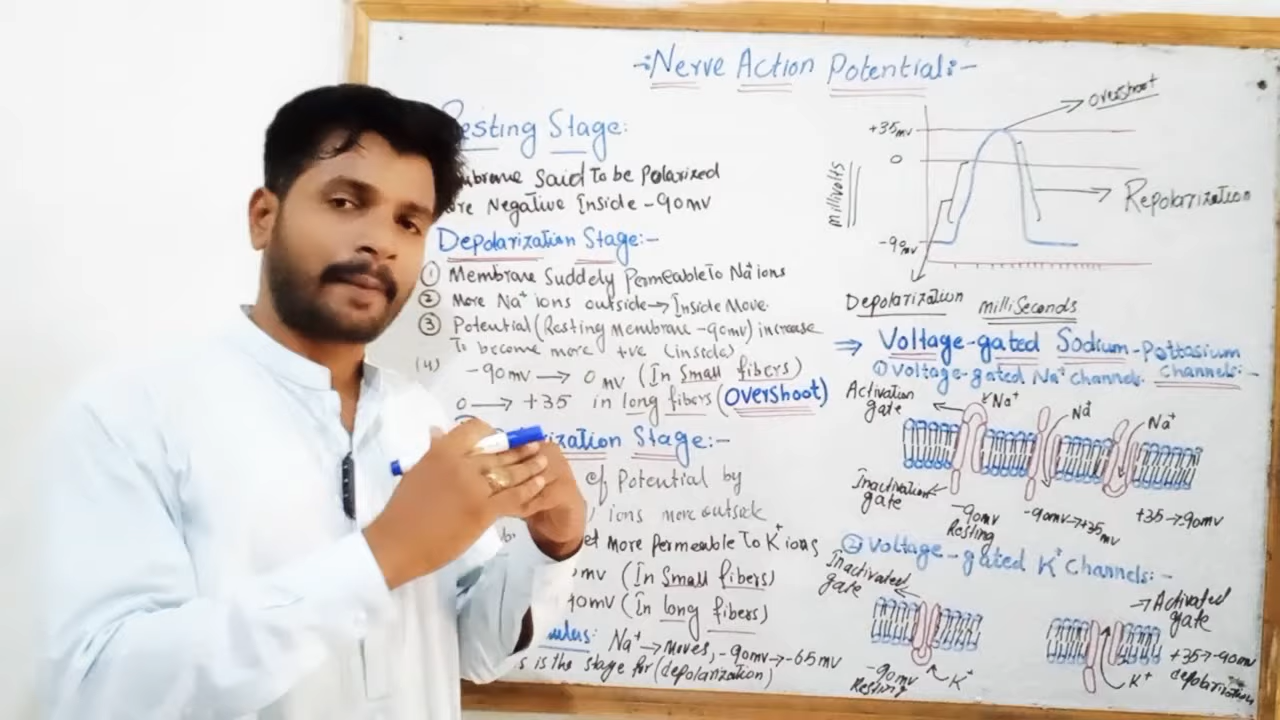 -:Nerve Action Potential:-
Resting Stage:
Said To be Polarized
Negative Inside -90mv
Depolarization Stage:-
① Membrane Suddely Permeable To Na+ ions
② More Na+ ions outside→Inside Move.
③ Potential (Resting Membrane -90mv) increase
To become more +ve (inside)
(4) -90mv → 0 mv (In Small fibers)
0 → +35 in long fibers (Overshoot)
Stage:-
of Potential by
ions more outside
more Permeable To K+ ions
mv (In Small fibers)
(In long fibers)
Na+→moves, -90mv→-65mv
is the stage for (depolarization)
overshoot
+35mv
0
-90mv
millivolts
Repolarization
Depolarization
milliSeconds
⇒ Voltage-gated Sodium-Pottasium
Channels:-
① Voltage-gated Na+ Channels.
Activation
gate
Na+
Na+
Na+
Inactivation
gate
-90mv
Resting
-90mv→+35mv
+35→-90mv
② Voltage-gated K+ Channels:-
Inactivated
gate
Activated
gate
-90mv
Resting
K+
K+
+35→-90mv
depolarization